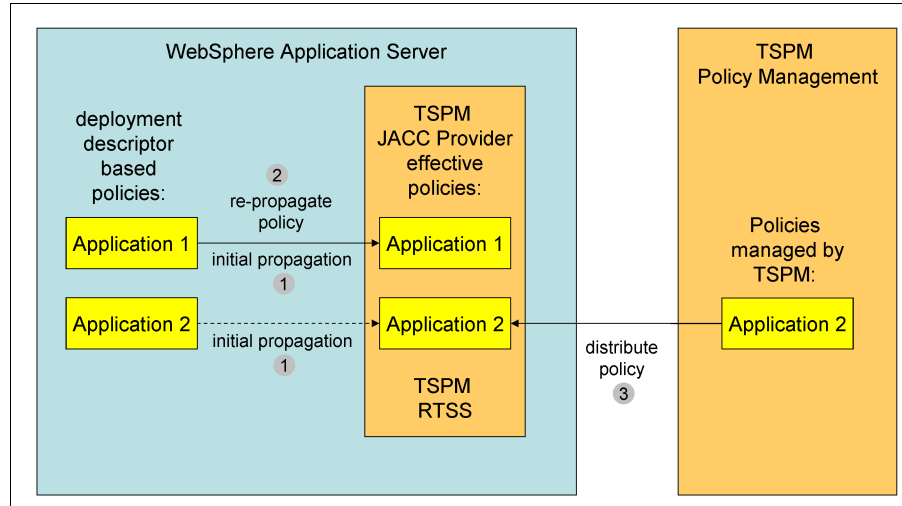 WebSphere Application Server
deployment
descriptor
based
policies:
2
re-propagate
policy
Application 1
initial propagation
1
Application 2
initial propagation
1
TSPM
JACC Provider
effective
policies:
Application 1
Application 2
TSPM
RTSS
distribute
policy
3
TSPM
Policy Management
Policies
managed by
TSPM:
Application 2